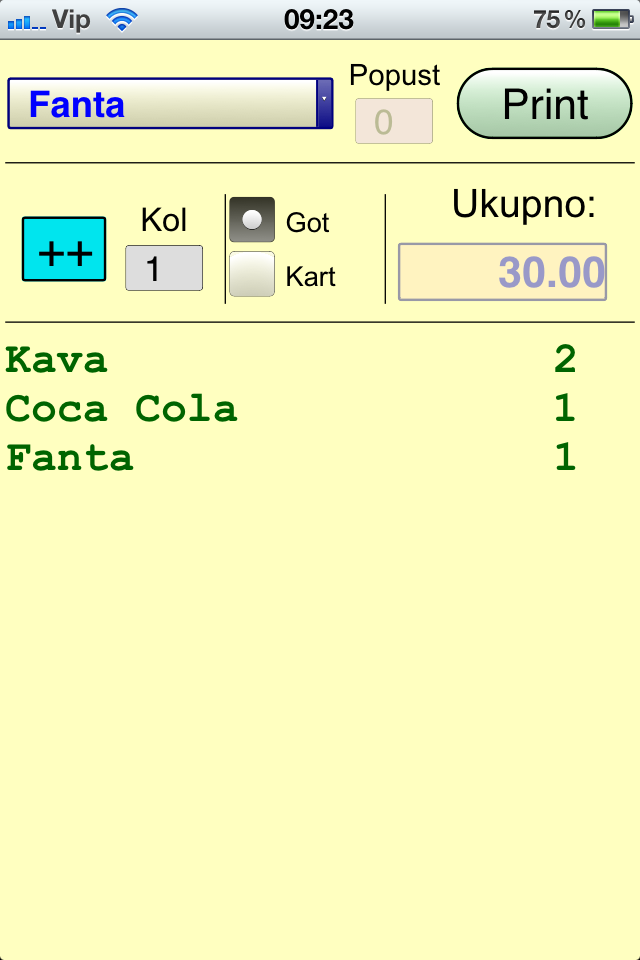 Vip 09:23 75 %
Fanta
Popust
0
Print
++
Kol
1
Got
Kart
Ukupno:
30.00
Kava 2
Coca Cola 1
Fanta 1